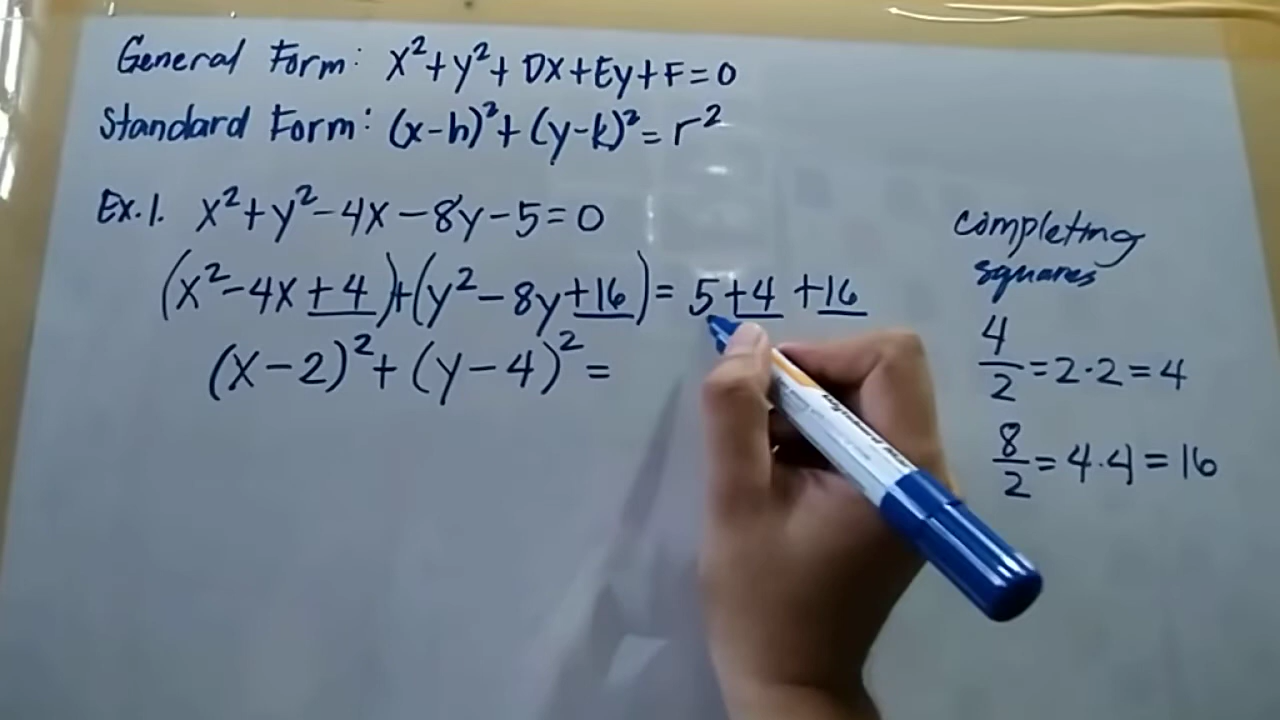 General Form: x²+y²+Dx+Ey+F=0
Standard Form: (x-h)²+(y-k)²=r²
Ex.1. x²+y²-4x-8y-5=0
(x²-4x+4)+(y²-8y+16)=5+4+16
(x-2)²+(y-4)²=
completing
squares
4/2=2·2=4
8/2=4·4=16